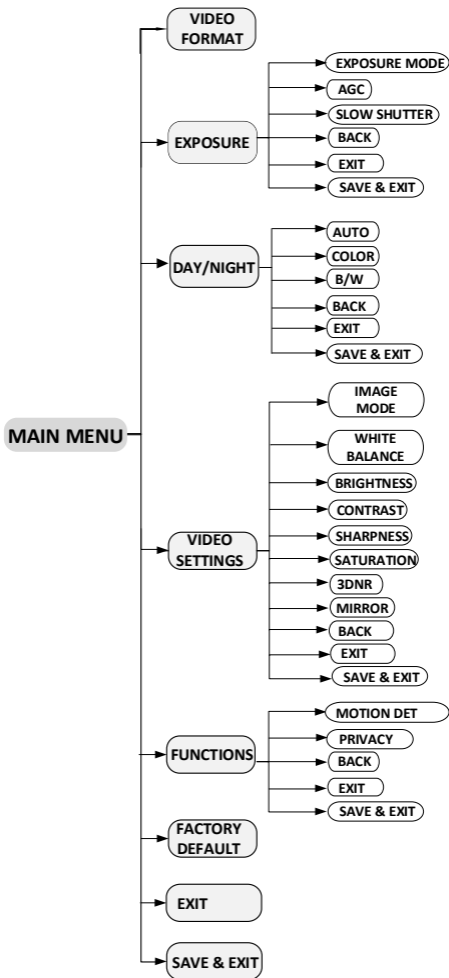 VIDEO
FORMAT
EXPOSURE MODE
AGC
SLOW SHUTTER
EXPOSURE
BACK
EXIT
SAVE & EXIT
AUTO
COLOR
DAY/NIGHT
B/W
BACK
EXIT
SAVE & EXIT
IMAGE
MODE
MAIN MENU
WHITE
BALANCE
BRIGHTNESS
CONTRAST
SHARPNESS
VIDEO
SETTINGS
SATURATION
3DNR
MIRROR
BACK
EXIT
SAVE & EXIT
MOTION DET
PRIVACY
FUNCTIONS
BACK
EXIT
SAVE & EXIT
FACTORY
DEFAULT
EXIT
SAVE & EXIT